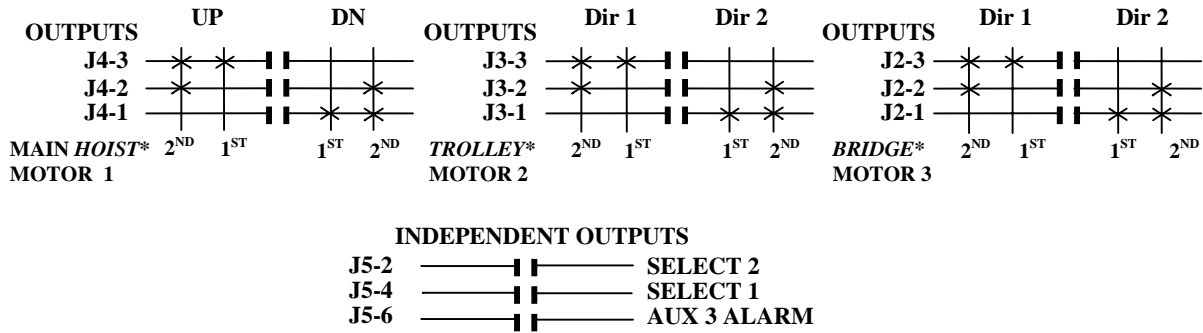 UP DN Dir 1 Dir 2 Dir 1 Dir 2
OUTPUTS OUTPUTS OUTPUTS
J4-3 J3-3 J2-3
J4-2 J3-2 J2-2
J4-1 J3-1 J2-1
MAIN HOIST* 2ND 1ST 1ST 2ND TROLLEY* 2ND 1ST 1ST 2ND BRIDGE* 2ND 1ST 1ST 2ND
MOTOR 1 MOTOR 2 MOTOR 3
INDEPENDENT OUTPUTS
J5-2 SELECT 2
J5-4 SELECT 1
J5-6 AUX 3 ALARM